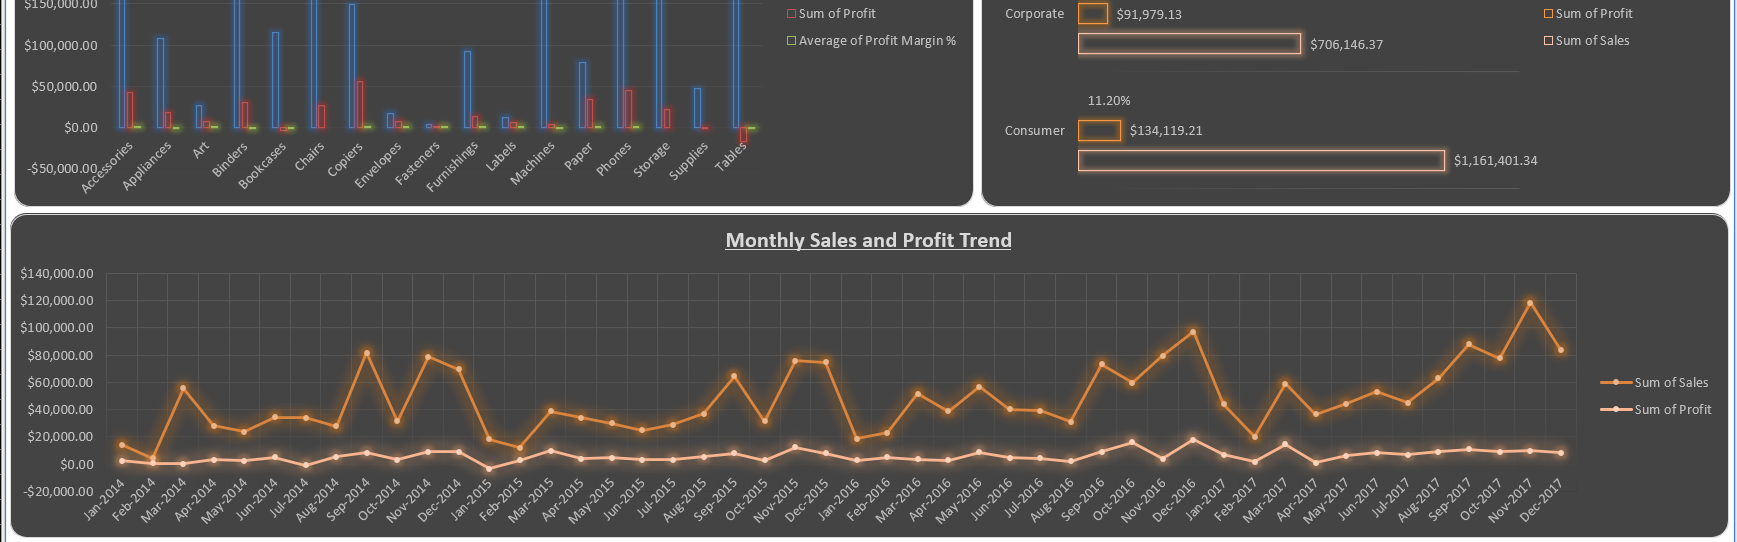 $150,000.00
$100,000.00
$50,000.00
$0.00
-$50,000.00
Accessories
Appliances
Art
Binders
Bookcases
Chairs
Copiers
Envelopes
Fasteners
Furnishings
Labels
Machines
Paper
Phones
Storage
Supplies
Tables
Sum of Profit
Average of Profit Margin %
Corporate
$91,979.13
$706,146.37
11.20%
Consumer
$134,119.21
$1,161,401.34
Sum of Profit
Sum of Sales
Monthly Sales and Profit Trend
$140,000.00
$120,000.00
$100,000.00
$80,000.00
$60,000.00
$40,000.00
$20,000.00
$0.00
-$20,000.00
Jan-2014
Feb-2014
Mar-2014
Apr-2014
May-2014
Jun-2014
Jul-2014
Aug-2014
Sep-2014
Oct-2014
Nov-2014
Dec-2014
Jan-2015
Feb-2015
Mar-2015
Apr-2015
May-2015
Jun-2015
Jul-2015
Aug-2015
Sep-2015
Oct-2015
Nov-2015
Dec-2015
Jan-2016
Feb-2016
Mar-2016
Apr-2016
May-2016
Jun-2016
Jul-2016
Aug-2016
Sep-2016
Oct-2016
Nov-2016
Dec-2016
Jan-2017
Feb-2017
Mar-2017
Apr-2017
May-2017
Jun-2017
Jul-2017
Aug-2017
Sep-2017
Oct-2017
Nov-2017
Dec-2017
Sum of Sales
Sum of Profit